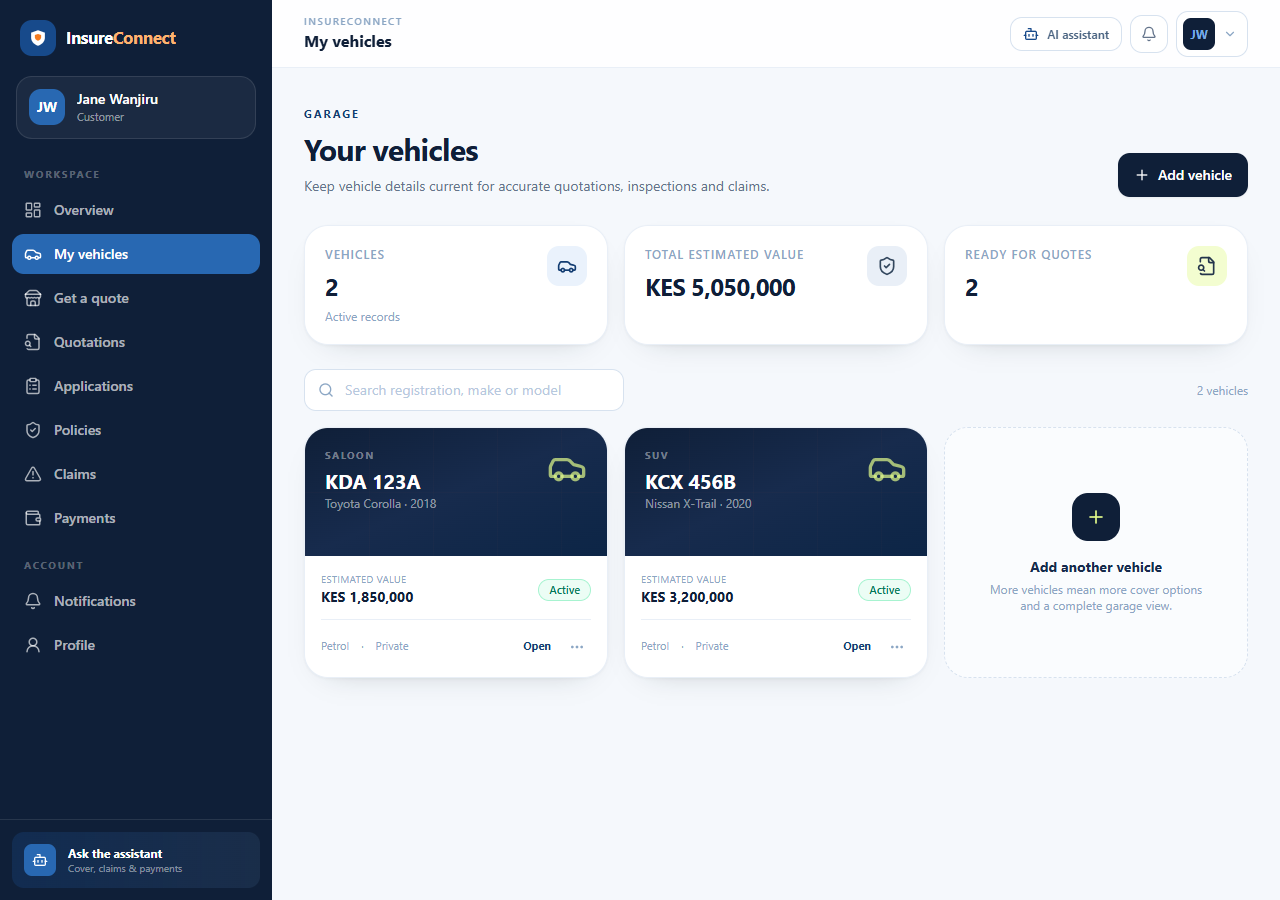 InsureConnect
JW
Jane Wanjiru
Customer
WORKSPACE
Overview
My vehicles
Get a quote
Quotations
Applications
Policies
Claims
Payments
ACCOUNT
Notifications
Profile
Ask the assistant
Cover, claims & payments
INSURECONNECT
My vehicles
AI assistant
JW
GARAGE
Your vehicles
Keep vehicle details current for accurate quotations, inspections and claims.
Add vehicle
VEHICLES
2
Active records
TOTAL ESTIMATED VALUE
KES 5,050,000
READY FOR QUOTES
2
Search registration, make or model
2 vehicles
SALOON
KDA 123A
Toyota Corolla · 2018
ESTIMATED VALUE
KES 1,850,000
Active
Petrol · Private
Open
SUV
KCX 456B
Nissan X-Trail · 2020
ESTIMATED VALUE
KES 3,200,000
Active
Petrol · Private
Open
Add another vehicle
More vehicles mean more cover options
and a complete garage view.